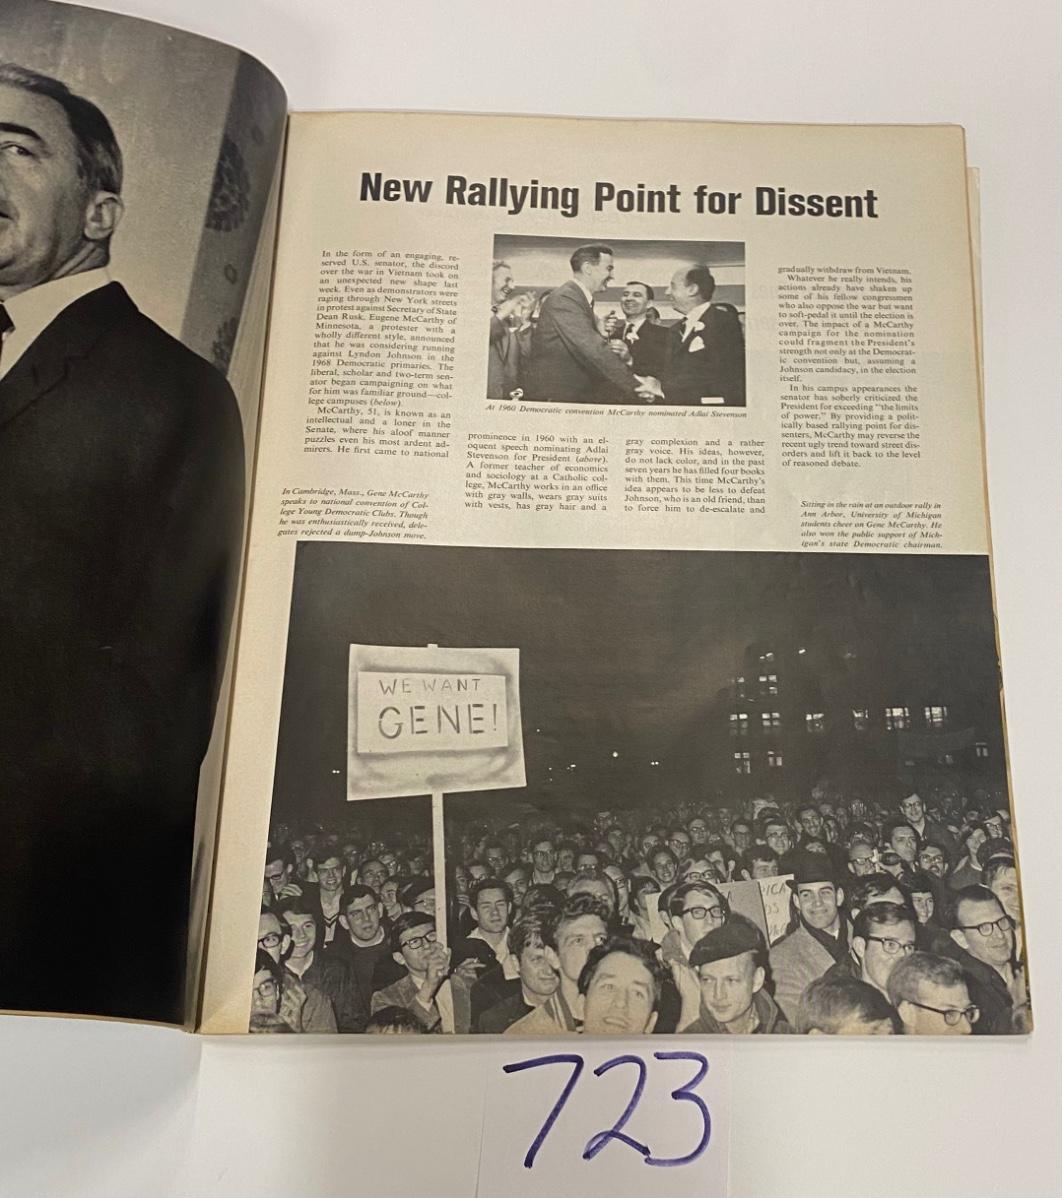 New Rallying Point for Dissent
In the form of an engaging, re-
served U.S. senator, the discord
over the war in Vietnam took on
an unexpected new shape last
week. Even as demonstrators were
raging through New York streets
in protest against Secretary of State
Dean Rusk, Eugene McCarthy of
Minnesota, a protester with a
wholly different style, announced
that he was considering running
against Lyndon Johnson in the
1968 Democratic primaries. The
liberal, scholar and two-term sen-
ator began campaigning on what
for him was familiar ground—col-
lege campuses (below).
McCarthy, 51, is known as an
intellectual and a loner in the
Senate, where his aloof manner
puzzles even his most ardent ad-
mirers. He first came to national
At 1960 Democratic convention McCarthy nominated Adlai Stevenson
prominence in 1960 with an el-
oquent speech nominating Adlai
Stevenson for President (above).
A former teacher of economics
and sociology at a Catholic col-
lege, McCarthy works in an office
with gray walls, wears gray suits
with vests, has gray hair and a
gray complexion and a rather
gray voice. His ideas, however,
do not lack color, and in the past
seven years he has filled four books
with them. This time McCarthy's
idea appears to be less to defeat
Johnson, who is an old friend, than
to force him to de-escalate and
gradually withdraw from Vietnam.
Whatever he really intends, his
actions already have shaken up
some of his fellow congressmen
who also oppose the war but want
to soft-pedal it until the election is
over. The impact of a McCarthy
campaign for the nomination
could fragment the President's
strength not only at the Democrat-
ic convention but, assuming a
Johnson candidacy, in the election
itself.
In his campus appearances the
senator has soberly criticized the
President for exceeding "the limits
of power." By providing a polit-
ically based rallying point for dis-
senters, McCarthy may reverse the
recent ugly trend toward street dis-
orders and lift it back to the level
of reasoned debate.
In Cambridge, Mass., Gene McCarthy
speaks to national convention of Col-
lege Young Democratic Clubs. Though
he was enthusiastically received, dele-
gates rejected a dump-Johnson move.
Sitting in the rain at an outdoor rally in
Ann Arbor, University of Michigan
students cheer on Gene McCarthy. He
also won the public support of Mich-
igan's state Democratic chairman.
WE WANT
GENE!
723